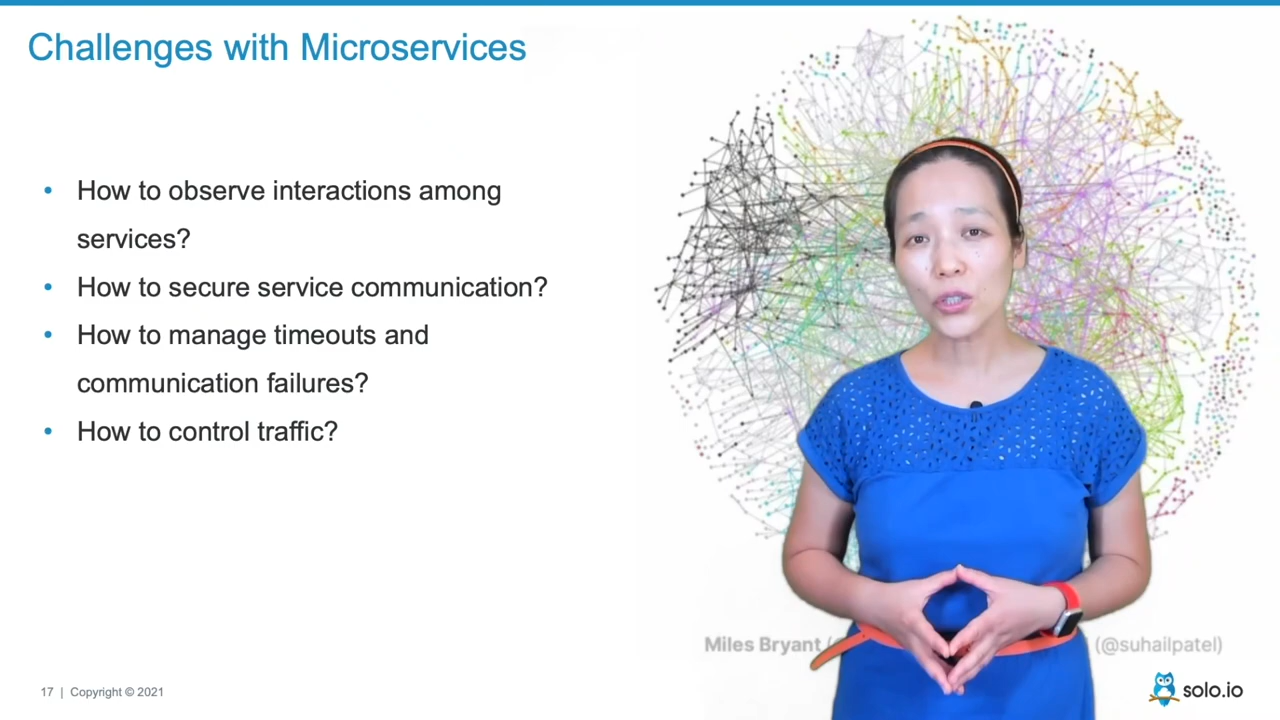 Challenges with Microservices
• How to observe interactions among
services?
• How to secure service communication?
• How to manage timeouts and
communication failures?
• How to control traffic?
Miles Bryant (@suhailpatel)
17 | Copyright © 2021
solo.io